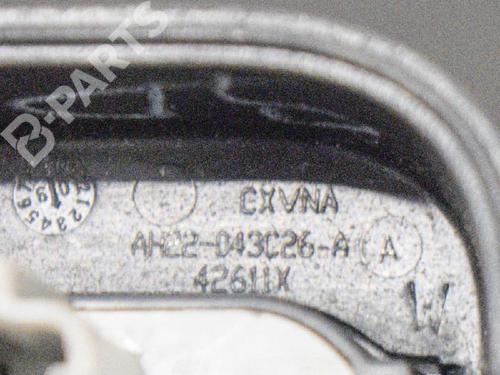 B-PARTS
CXVNA
AH22-043C26-A
A
42611X
W